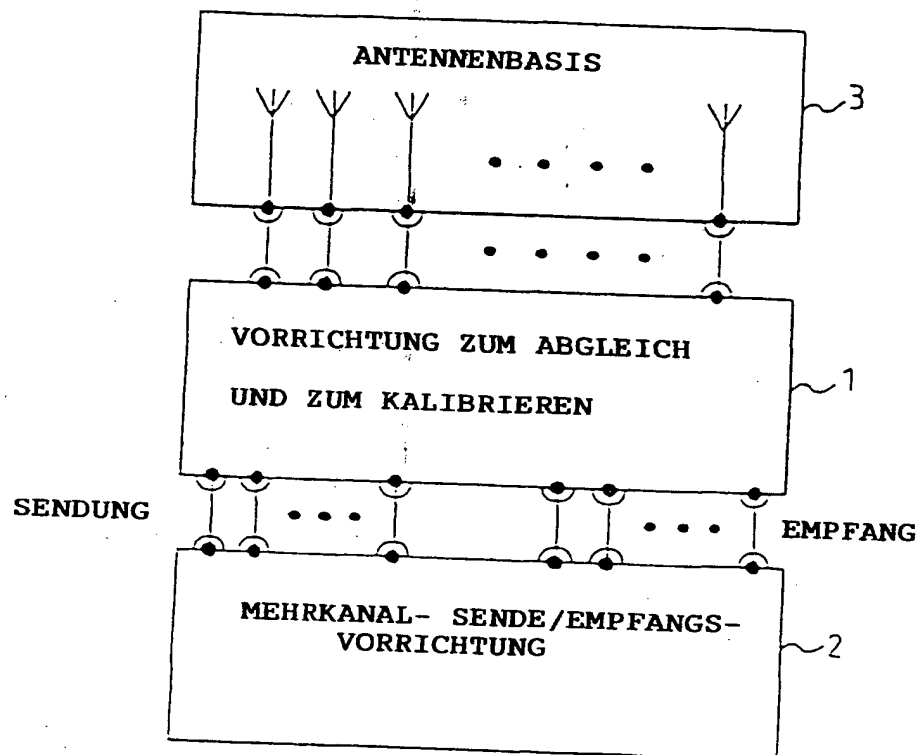 ANTENNENBASIS
3
VORRICHTUNG ZUM ABGLEICH
UND ZUM KALIBRIEREN
1
SENDUNG
EMPFANG
MEHRKANAL- SENDE/EMPFANGS-
VORRICHTUNG
2